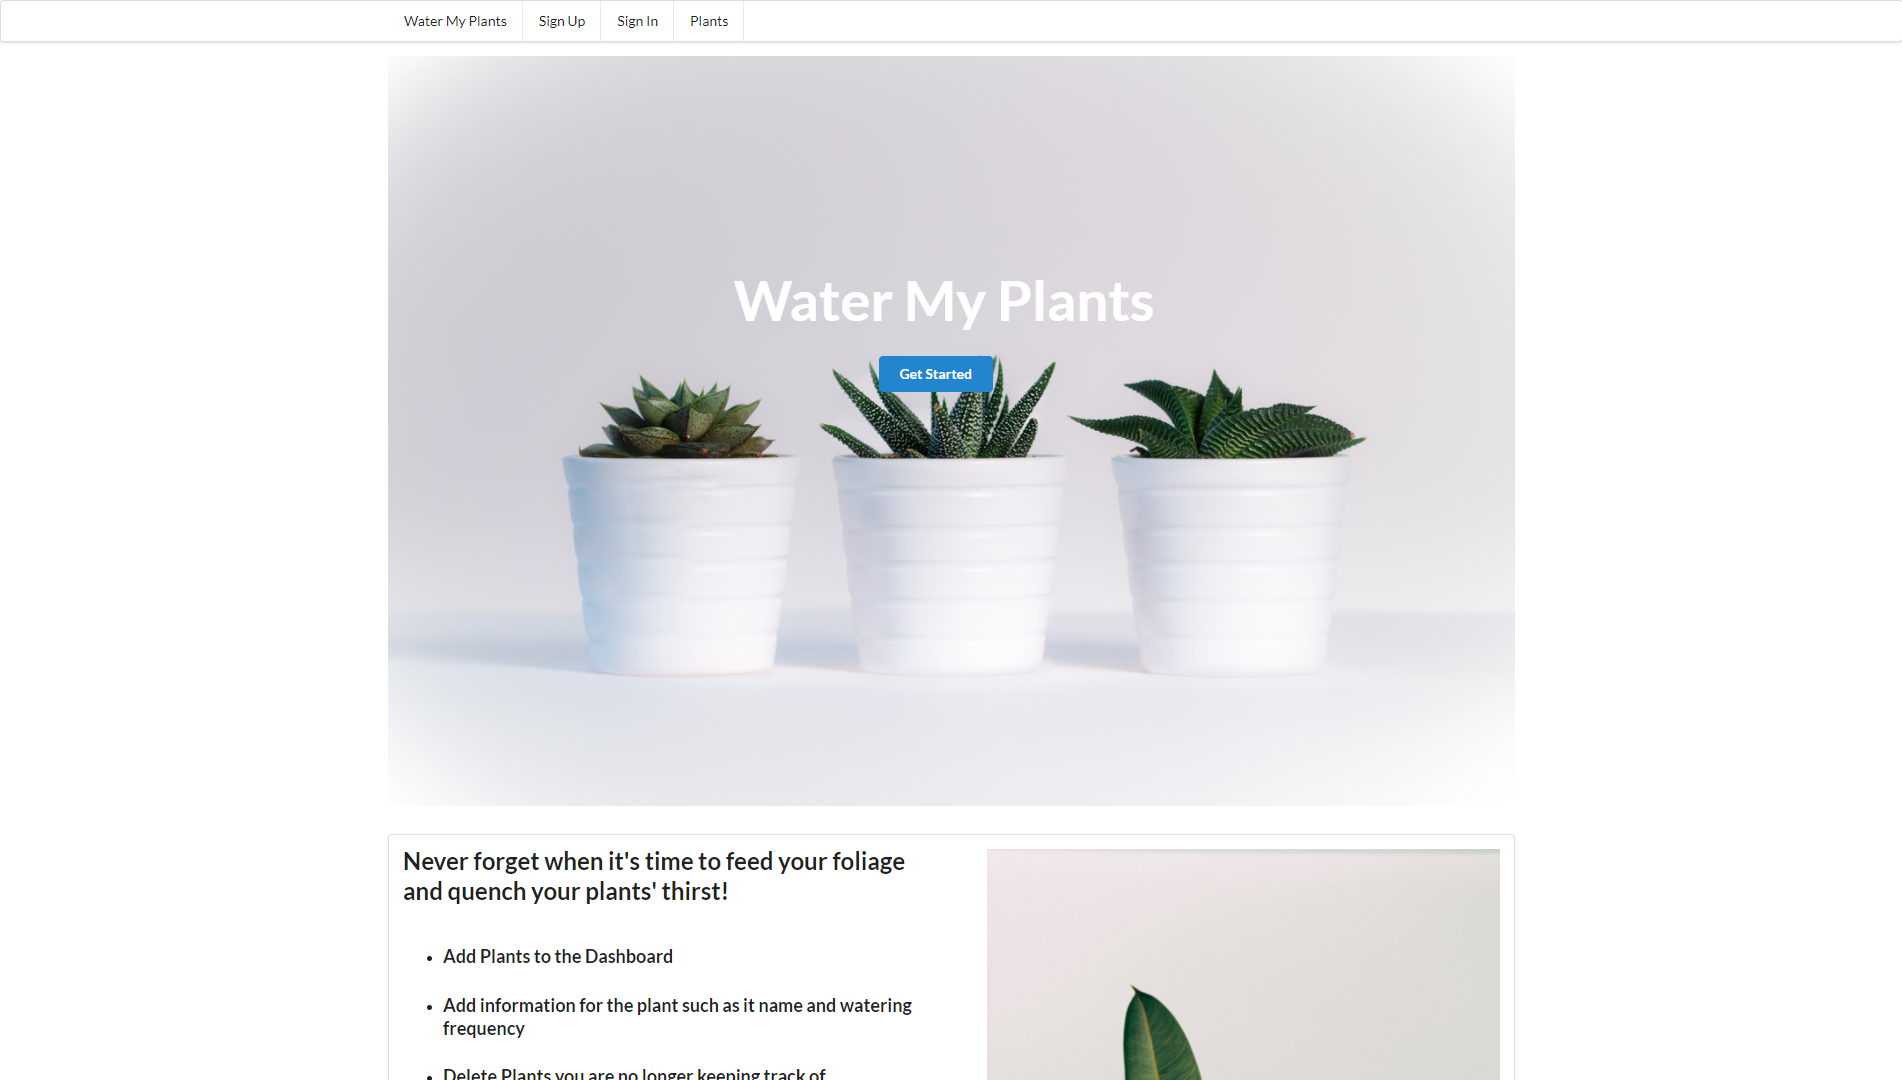 Water My Plants
Sign Up
Sign In
Plants
Water My Plants
Get Started
Never forget when it's time to feed your foliage
and quench your plants' thirst!
Add Plants to the Dashboard
Add information for the plant such as it name and watering
frequency
Delete Plants you are no longer keeping track of